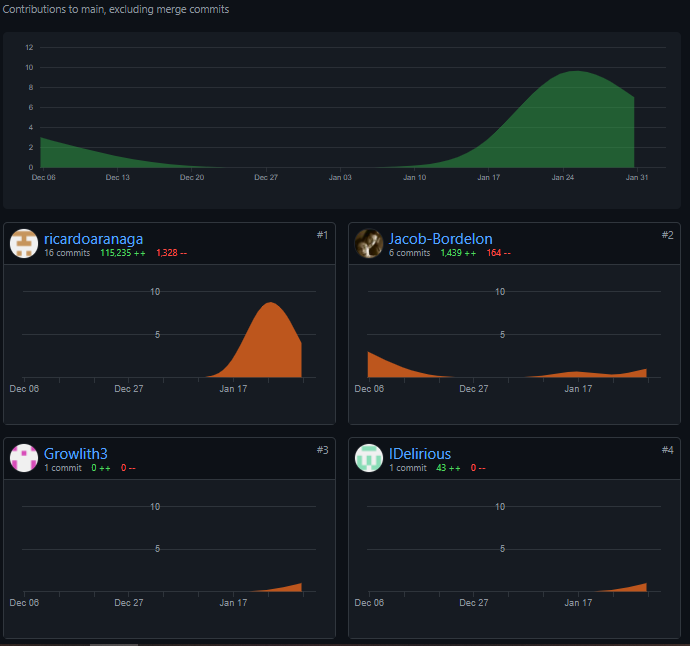 Contributions to main, excluding merge commits
12
10
8
6
4
2
0
Dec 06 Dec 13 Dec 20 Dec 27 Jan 03 Jan 10 Jan 17 Jan 24 Jan 31
ricardoaranaga #1
16 commits 115,235 ++ 1,328 --
10
5
Dec 06 Dec 27 Jan 17
Jacob-Bordelon #2
6 commits 1,439 ++ 164 --
10
5
Dec 06 Dec 27 Jan 17
Growlith3 #3
1 commit 0 ++ 0 --
10
5
Dec 06 Dec 27 Jan 17
lDelirious #4
1 commit 43 ++ 0 --
10
5
Dec 06 Dec 27 Jan 17